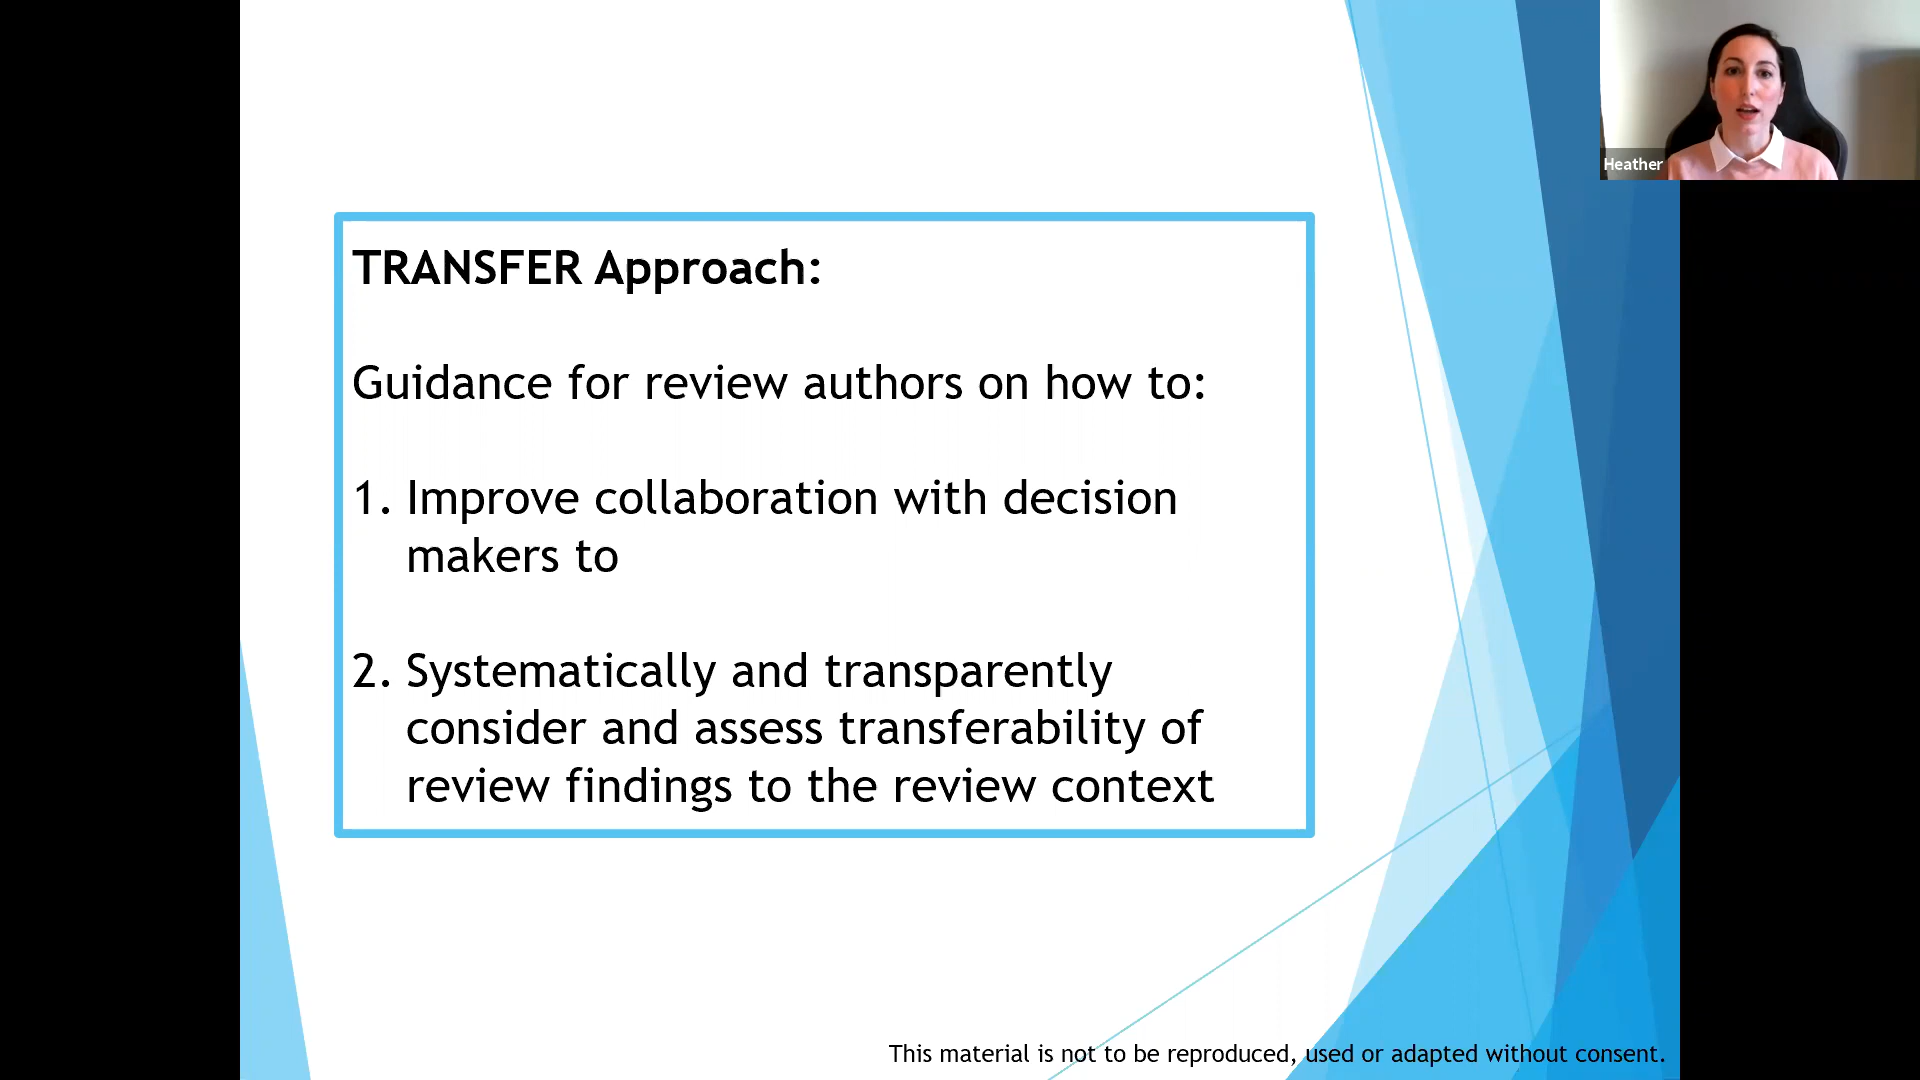 Heather
TRANSFER Approach:
Guidance for review authors on how to:
1. Improve collaboration with decision
makers to
2. Systematically and transparently
consider and assess transferability of
review findings to the review context
This material is not to be reproduced, used or adapted without consent.